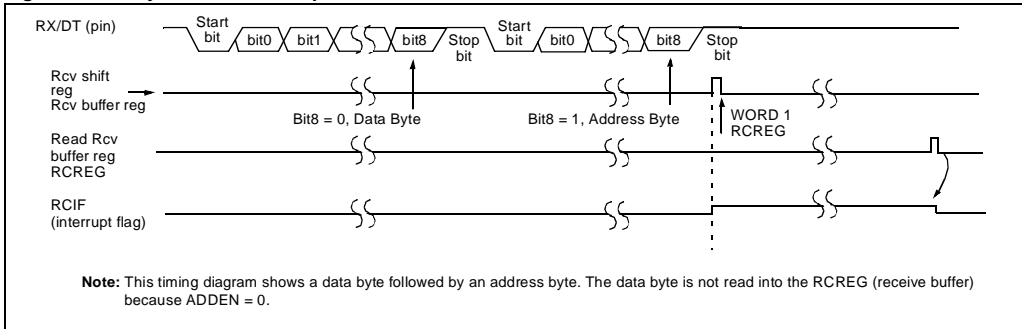 RX/DT (pin)
Start
bit
bit0
bit1
bit8
Stop
bit
Start
bit
bit0
bit8
Stop
bit
Rcv shift
reg
Rcv buffer reg
Bit8 = 0, Data Byte
Bit8 = 1, Address Byte
WORD 1
RCREG
Read Rcv
buffer reg
RCREG
RCIF
(interrupt flag)
Note: This timing diagram shows a data byte followed by an address byte. The data byte is not read into the RCREG (receive buffer)
because ADDEN = 0.